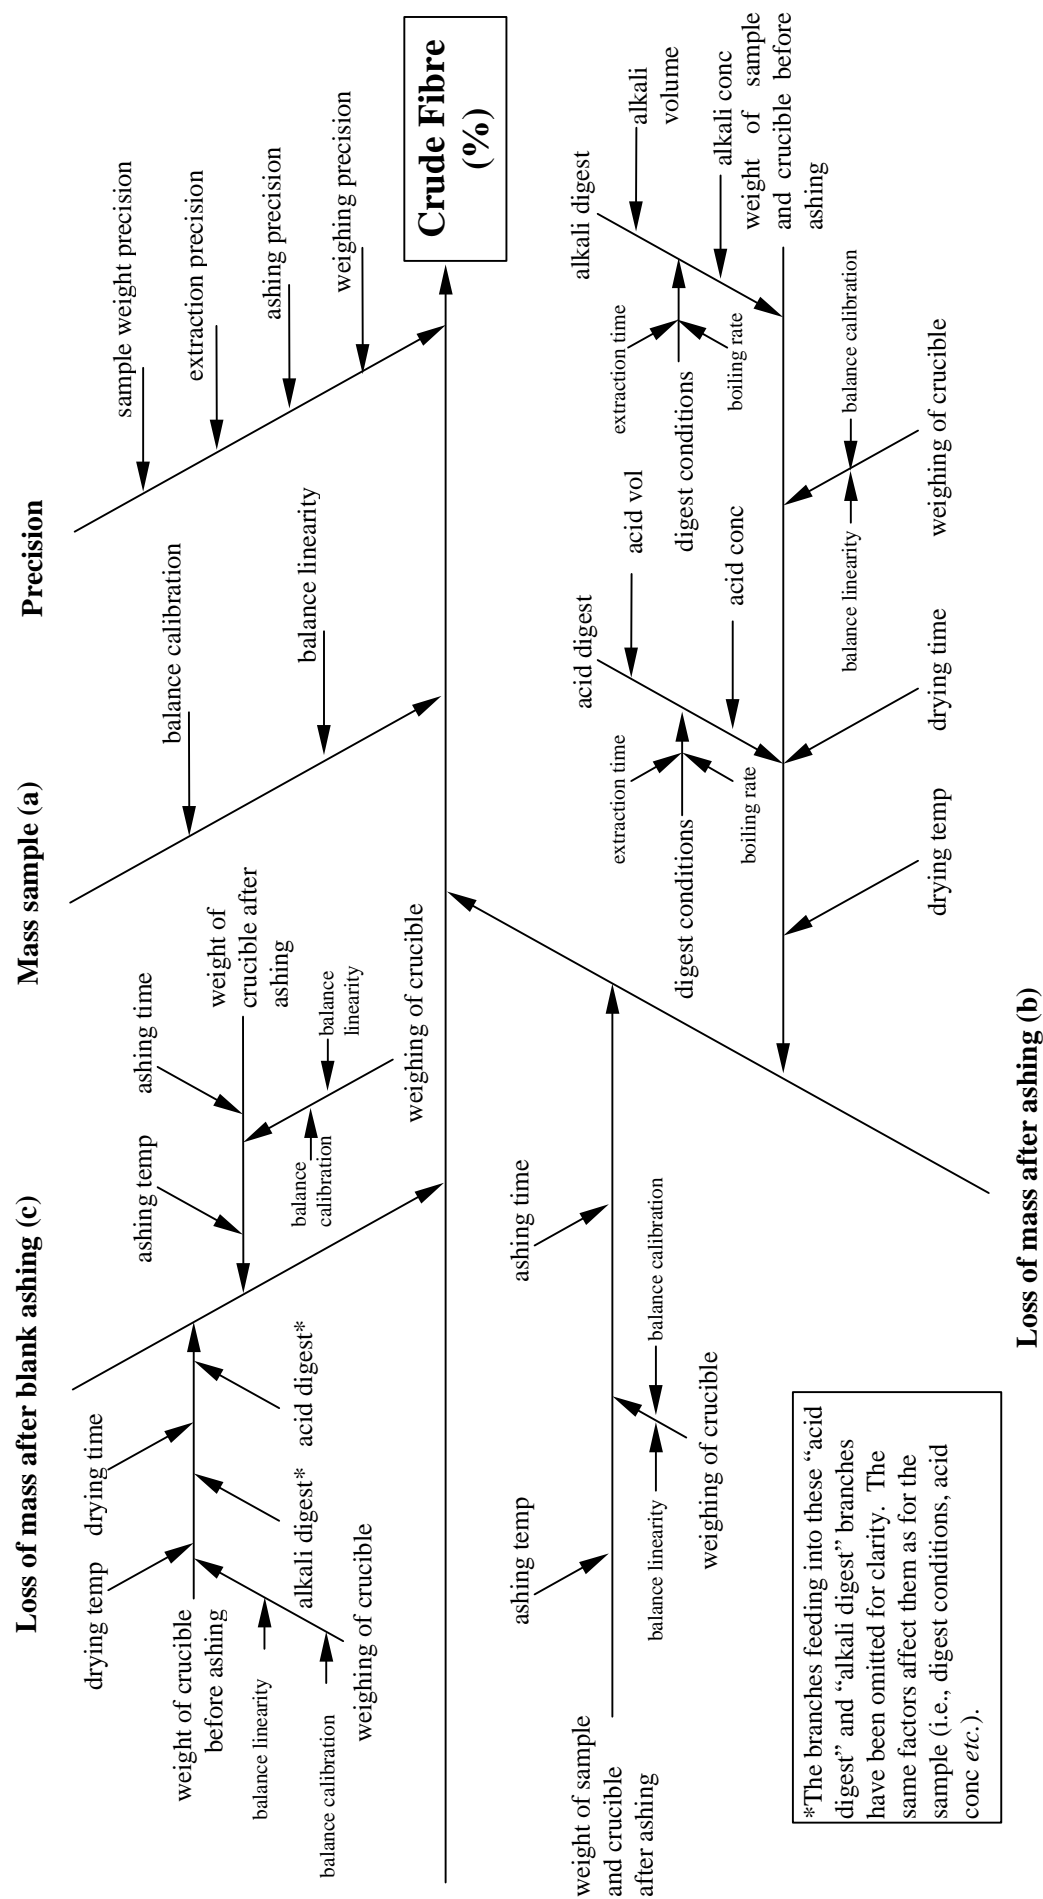 Loss of mass after blank ashing (c)
Mass sample (a)
Precision
drying temp
drying time
weight of crucible
before ashing
balance linearity
balance calibration
weighing of crucible
alkali digest*
acid digest*
ashing temp
ashing time
weight of
crucible after
ashing
balance
calibration
balance
linearity
weighing of crucible
balance calibration
balance linearity
sample weight precision
extraction precision
ashing precision
weighing precision
Crude Fibre
(%)
weight of sample
and crucible
after ashing
ashing temp
ashing time
balance linearity
balance calibration
weighing of crucible
acid digest
acid vol
extraction time
digest conditions
boiling rate
acid conc
alkali digest
alkali
volume
extraction time
digest conditions
boiling rate
alkali conc
weight of sample
and crucible before
ashing
drying temp
drying time
balance linearity
balance calibration
weighing of crucible
Loss of mass after ashing (b)
*The branches feeding into these “acid
digest” and “alkali digest” branches
have been omitted for clarity. The
same factors affect them as for the
sample (i.e., digest conditions, acid
conc etc.).